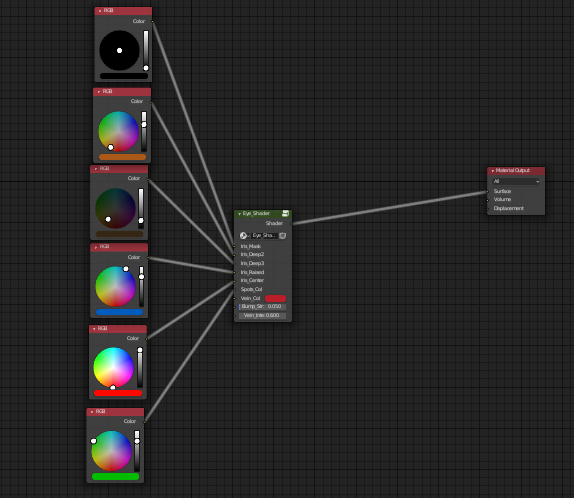 RGB
Color
RGB
Color
RGB
Color
RGB
Color
RGB
Color
RGB
Color
Eye_Shader
Shader
Eye_Sha..
Iris_Mask
Iris_Deep2
Iris_Deep3
Iris_Raised
Iris_Center
Spots_Col
Vein_Col
Bump_Str: 0.050
Vein_Inte: 0.600
Material Output
All
Surface
Volume
Displacement